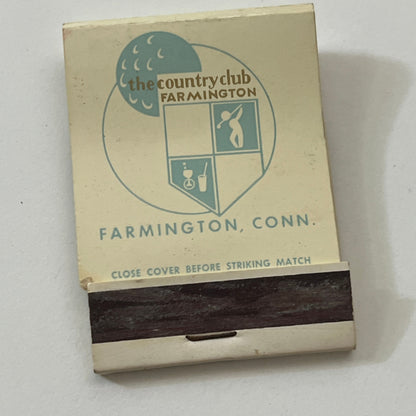 the country club
FARMINGTON
FARMINGTON, CONN.
CLOSE COVER BEFORE STRIKING MATCH